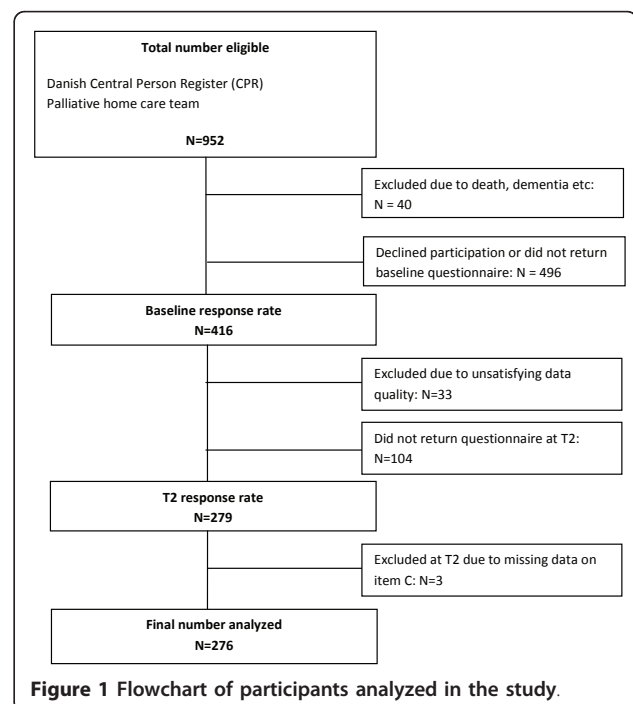 Total number eligible
Danish Central Person Register (CPR)
Palliative home care team
N=952
Excluded due to death, dementia etc:
N = 40
Declined participation or did not return
baseline questionnaire: N = 496
Baseline response rate
N=416
Excluded due to unsatisfying data
quality: N=33
Did not return questionnaire at T2:
N=104
T2 response rate
N=279
Excluded at T2 due to missing data on
item C: N=3
Final number analyzed
N=276
Figure 1 Flowchart of participants analyzed in the study.